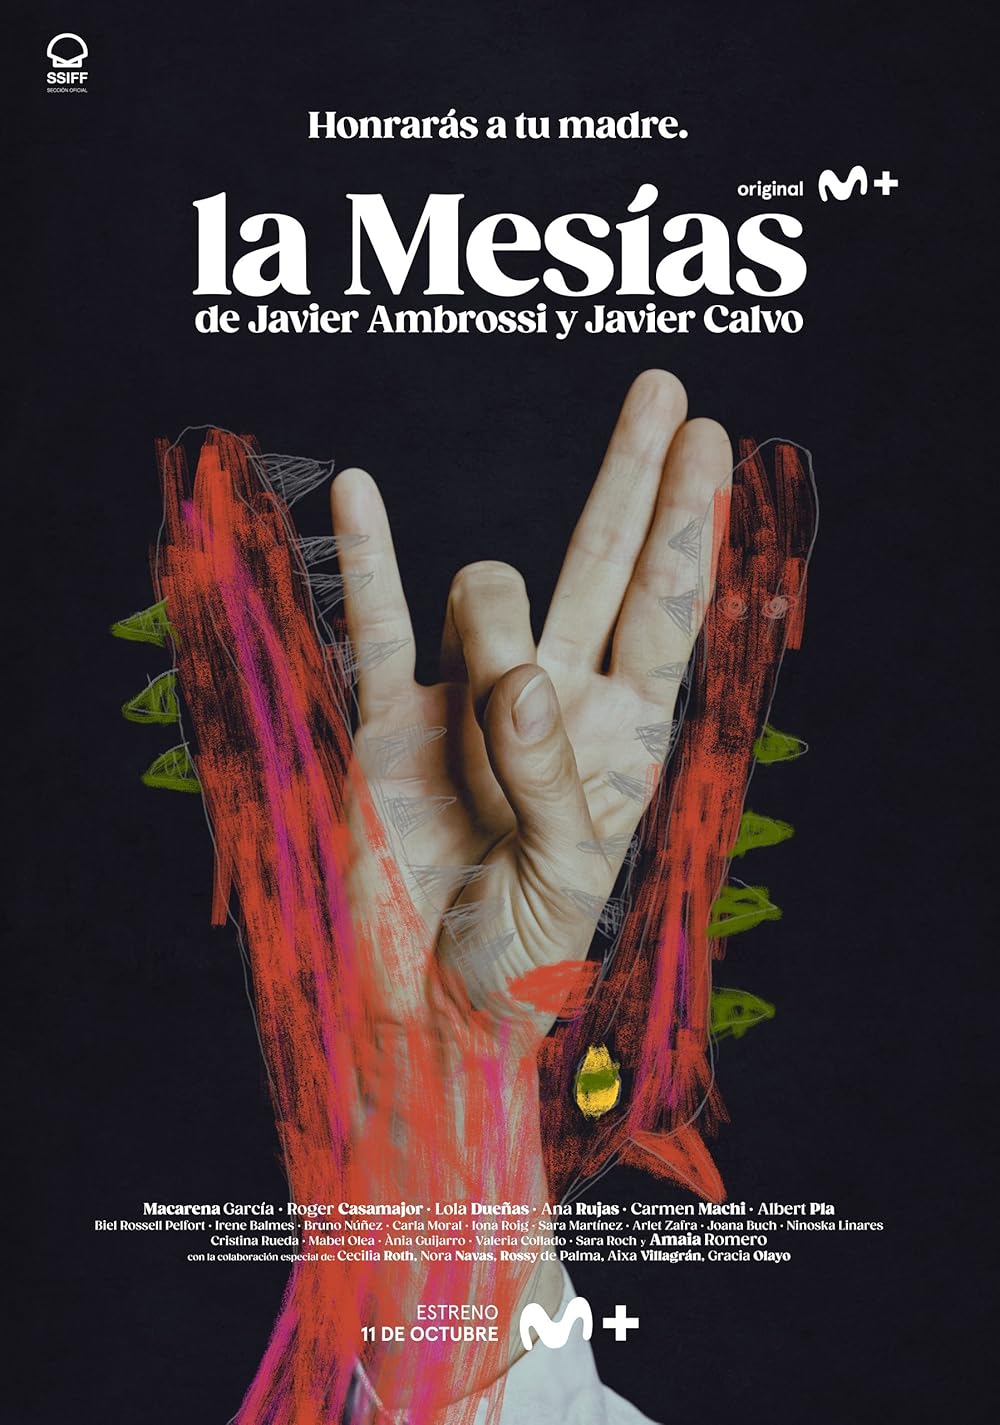 SSIFF
SECCIÓN OFICIAL
Honrarás a tu madre.
original M+
la Mesías
de Javier Ambrossi y Javier Calvo
Macarena García · Roger Casamajor · Lola Dueñas · Ana Rujas · Carmen Machi · Albert Pla
Biel Rossell Pelfort · Irene Balmes · Bruno Núñez · Carla Moral · Iona Roig · Sara Martínez · Arlet Zafra · Joana Buch · Ninoska Linares
Cristina Rueda · Mabel Olea · Ània Guijarro · Valeria Collado · Sara Roch y Amaia Romero
con la colaboración especial de: Cecilia Roth, Nora Navas, Rossy de Palma, Aixa Villagrán, Gracia Olayo
ESTRENO
11 DE OCTUBRE M+